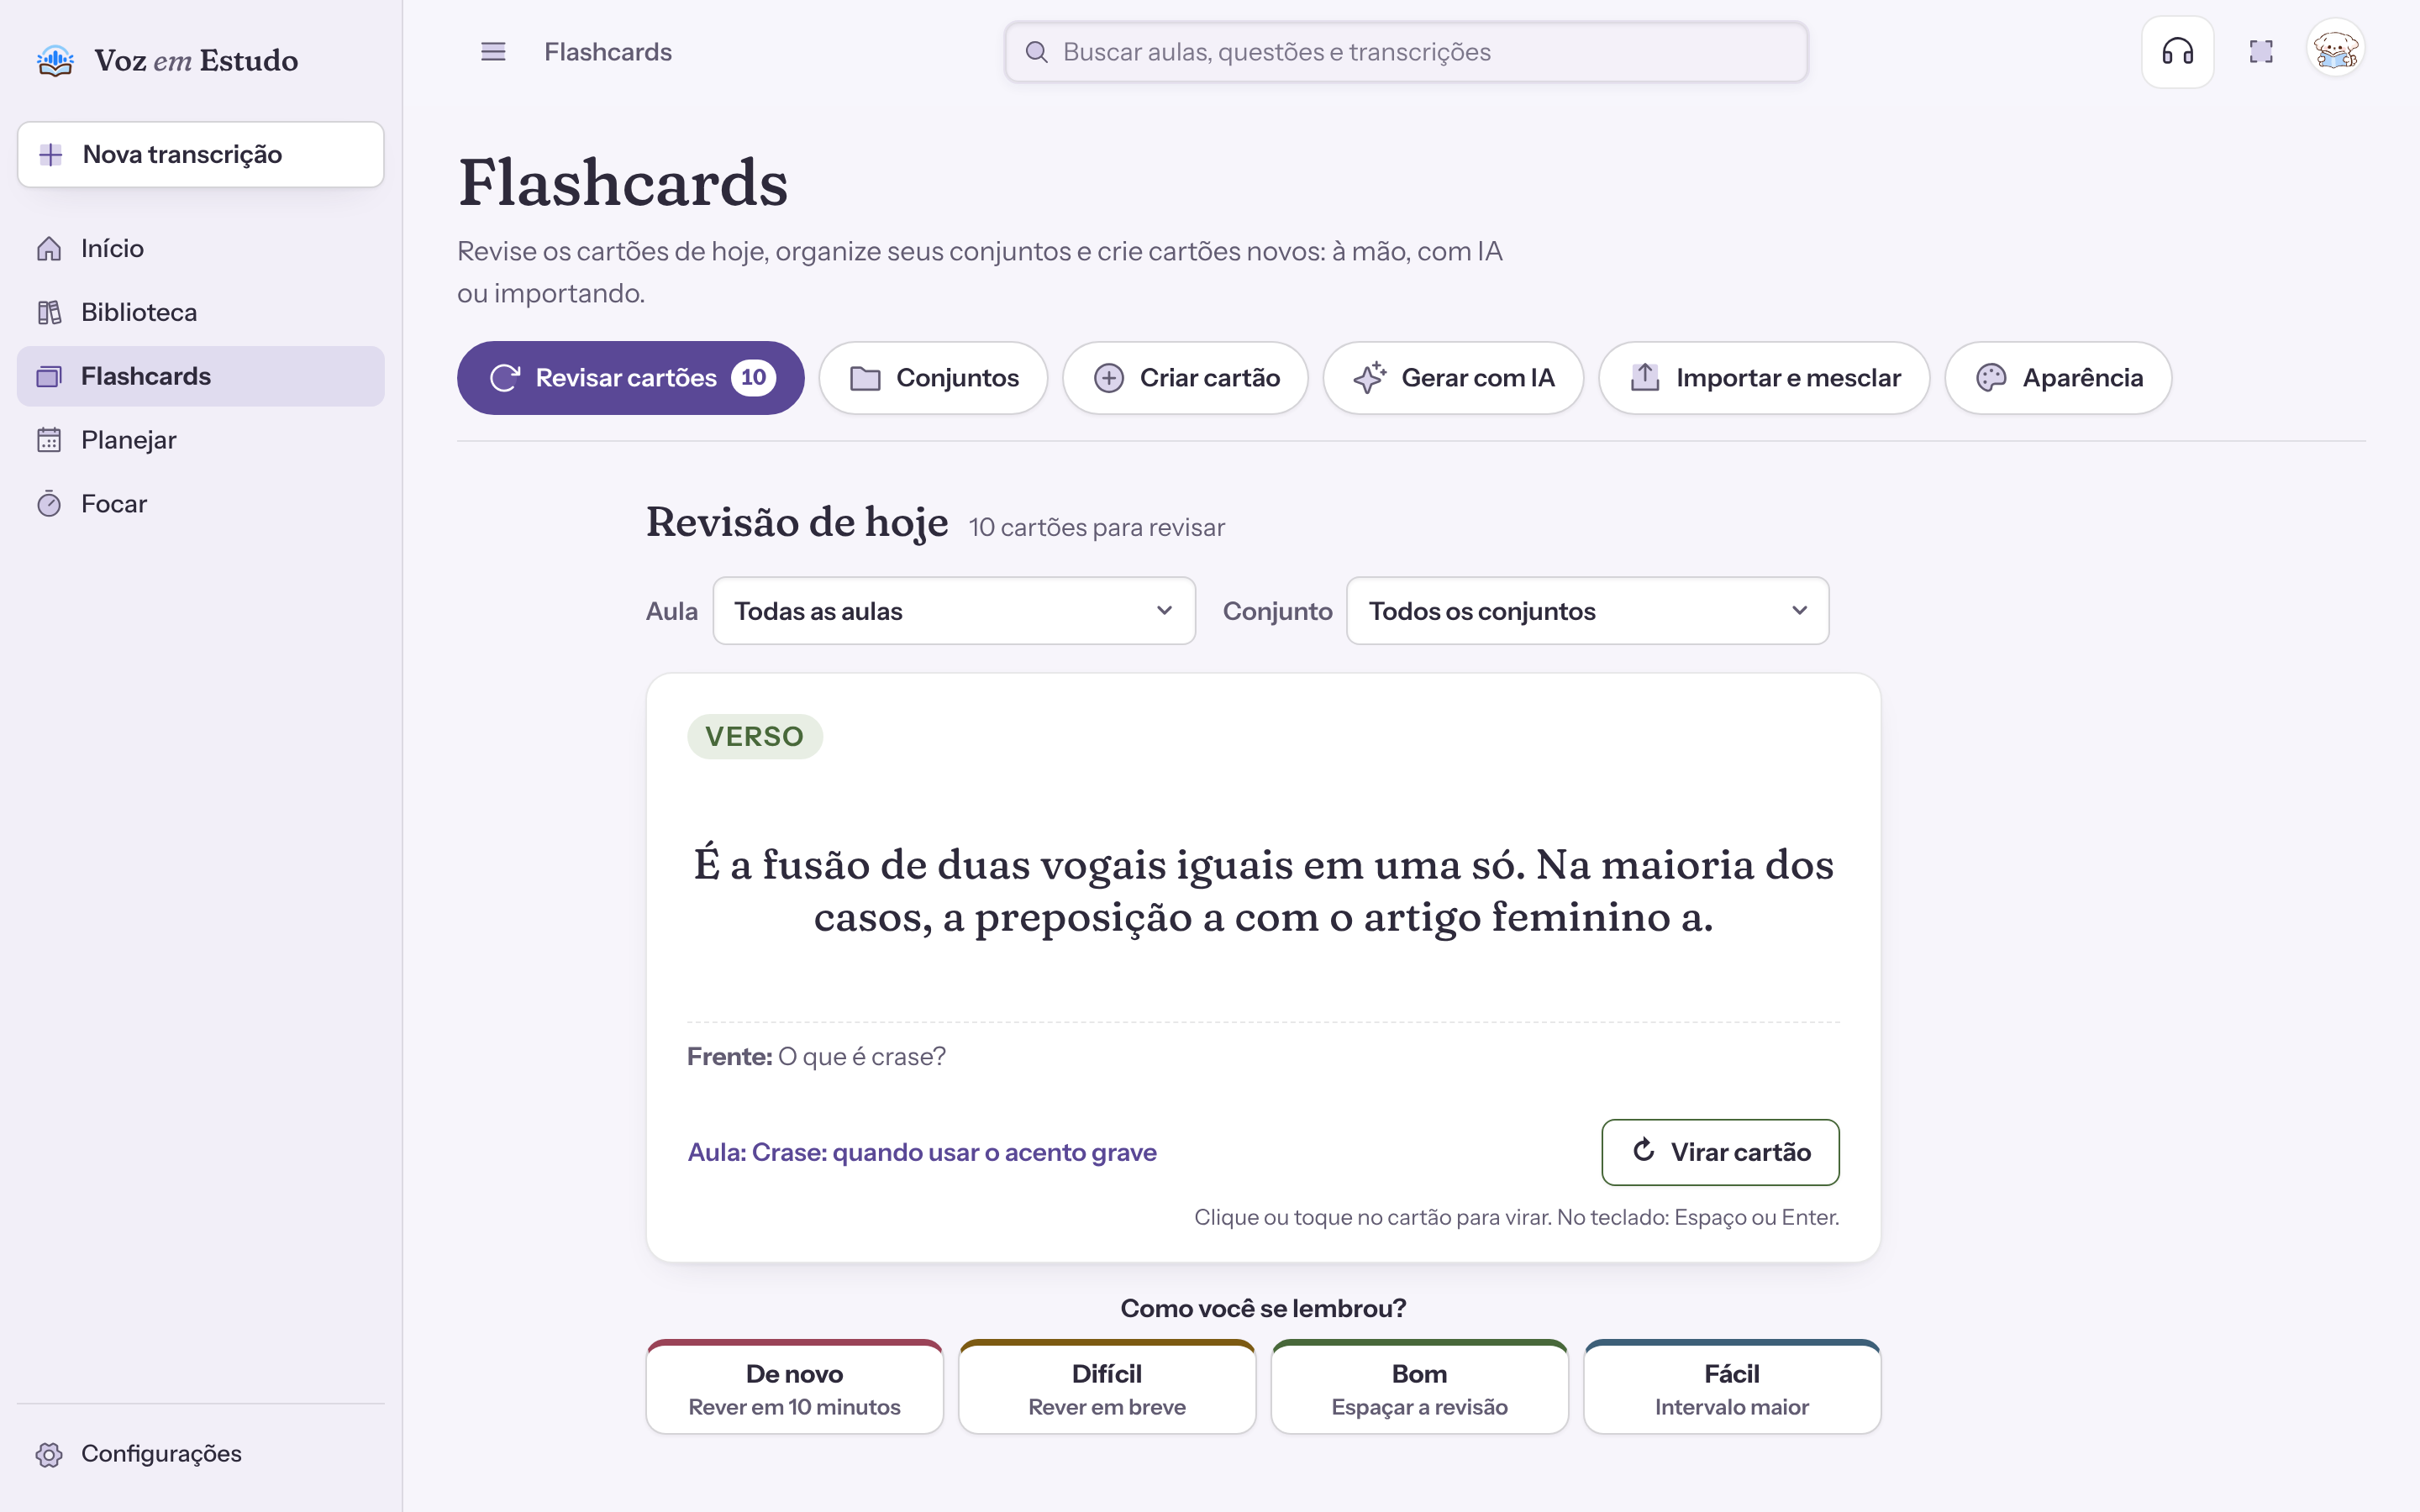 Voz em Estudo
Nova transcrição
Início
Biblioteca
Flashcards
Planejar
Focar
Configurações
Flashcards
Buscar aulas, questões e transcrições
Flashcards
Revise os cartões de hoje, organize seus conjuntos e crie cartões novos: à mão, com IA
ou importando.
Revisar cartões 10
Conjuntos
Criar cartão
Gerar com IA
Importar e mesclar
Aparência
Revisão de hoje 10 cartões para revisar
Aula Todas as aulas Conjunto Todos os conjuntos
VERSO
É a fusão de duas vogais iguais em uma só. Na maioria dos
casos, a preposição a com o artigo feminino a.
Frente: O que é crase?
Aula: Crase: quando usar o acento grave
Virar cartão
Clique ou toque no cartão para virar. No teclado: Espaço ou Enter.
Como você se lembrou?
De novo
Rever em 10 minutos
Difícil
Rever em breve
Bom
Espaçar a revisão
Fácil
Intervalo maior